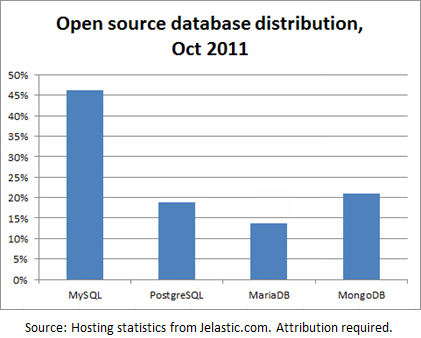 Open source database distribution,
Oct 2011
50%
45%
40%
35%
30%
25%
20%
15%
10%
5%
0%
MySQL PostgreSQL MariaDB MongoDB
Source: Hosting statistics from Jelastic.com. Attribution required.